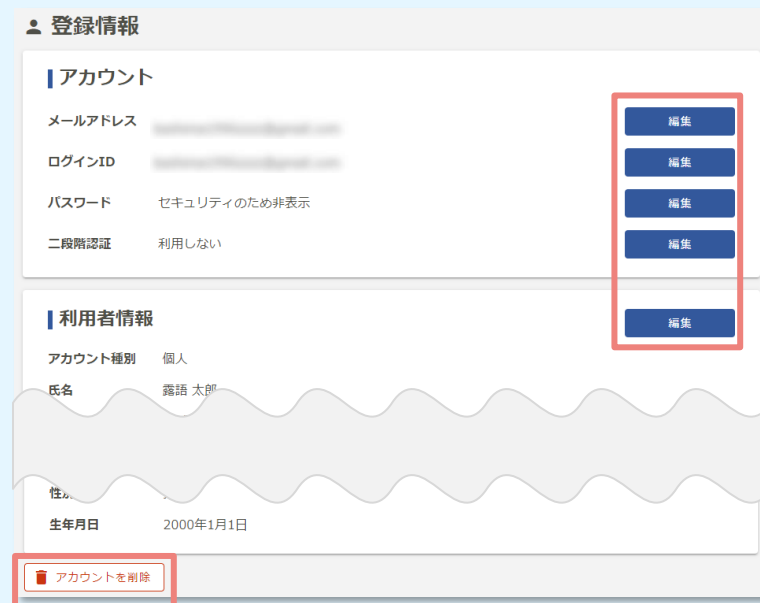 登録情報
アカウント
メールアドレス 編集
ログインID 編集
パスワード セキュリティのため非表示 編集
二段階認証 利用しない 編集
利用者情報 編集
アカウント種別 個人
氏名 露語 太郎
生年月日 2000年1月1日
アカウントを削除